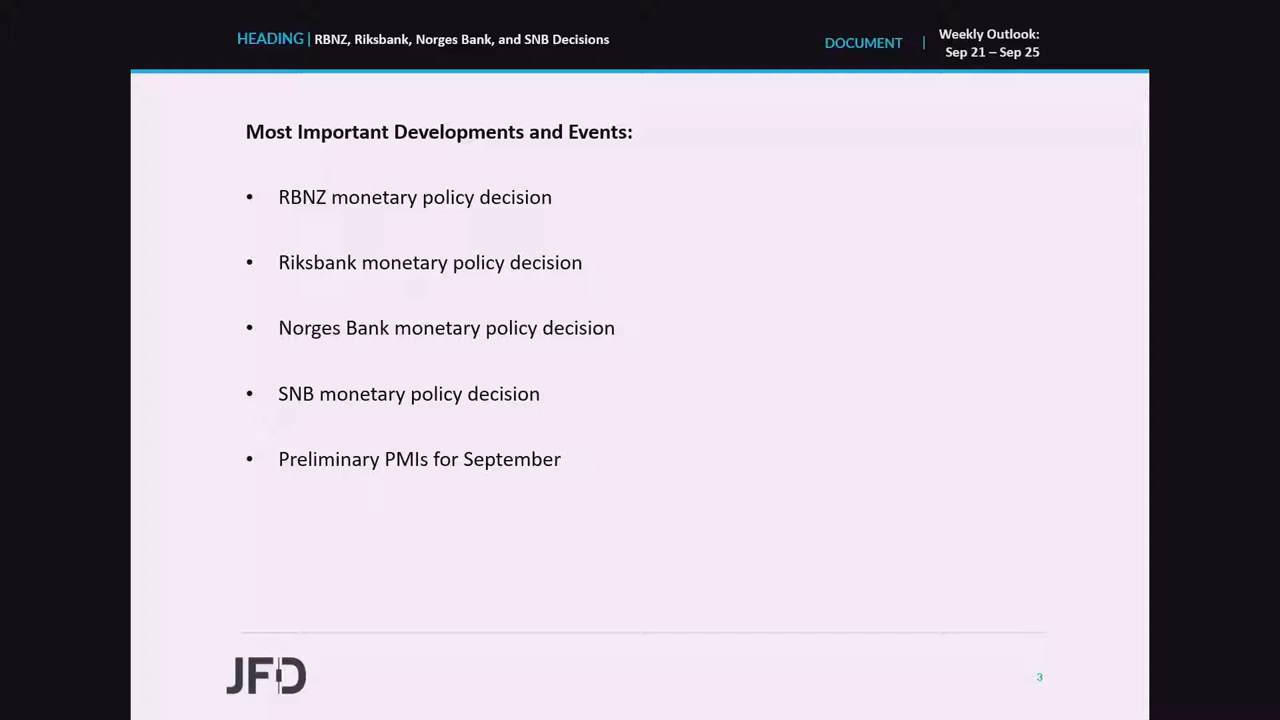 HEADING | RBNZ, Riksbank, Norges Bank, and SNB Decisions
DOCUMENT | Weekly Outlook:
Sep 21 – Sep 25
Most Important Developments and Events:
• RBNZ monetary policy decision
• Riksbank monetary policy decision
• Norges Bank monetary policy decision
• SNB monetary policy decision
• Preliminary PMIs for September
JFD
3